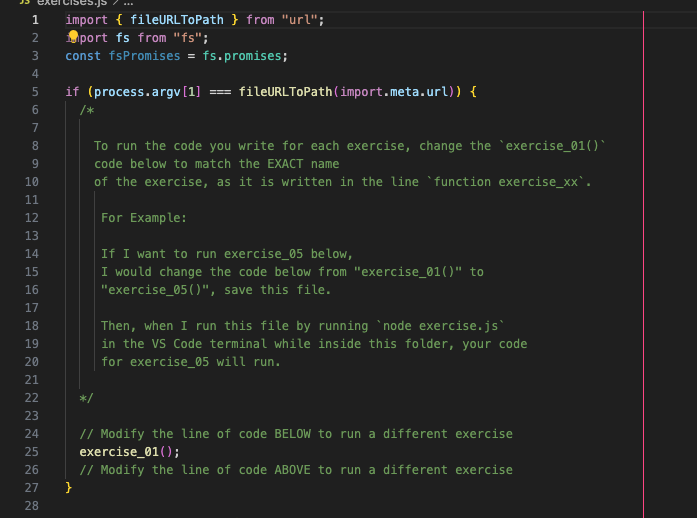 JS exercises.js > ...
1 import { fileURLToPath } from "url";
2 import fs from "fs";
3 const fsPromises = fs.promises;
4
5 if (process.argv[1] === fileURLToPath(import.meta.url)) {
6 /*
7
8 To run the code you write for each exercise, change the `exercise_01()`
9 code below to match the EXACT name
10 of the exercise, as it is written in the line `function exercise_xx`.
11
12 For Example:
13
14 If I want to run exercise_05 below,
15 I would change the code below from "exercise_01()" to
16 "exercise_05()", save this file.
17
18 Then, when I run this file by running `node exercise.js`
19 in the VS Code terminal while inside this folder, your code
20 for exercise_05 will run.
21
22 */
23
24 // Modify the line of code BELOW to run a different exercise
25 exercise_01();
26 // Modify the line of code ABOVE to run a different exercise
27 }
28